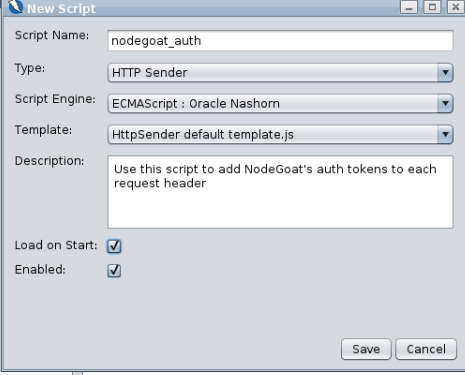 New Script
Script Name: nodegoat_auth
Type: HTTP Sender
Script Engine: ECMAScript : Oracle Nashorn
Template: HttpSender default template.js
Description: Use this script to add NodeGoat's auth tokens to each
request header
Load on Start:
Enabled:
Save Cancel